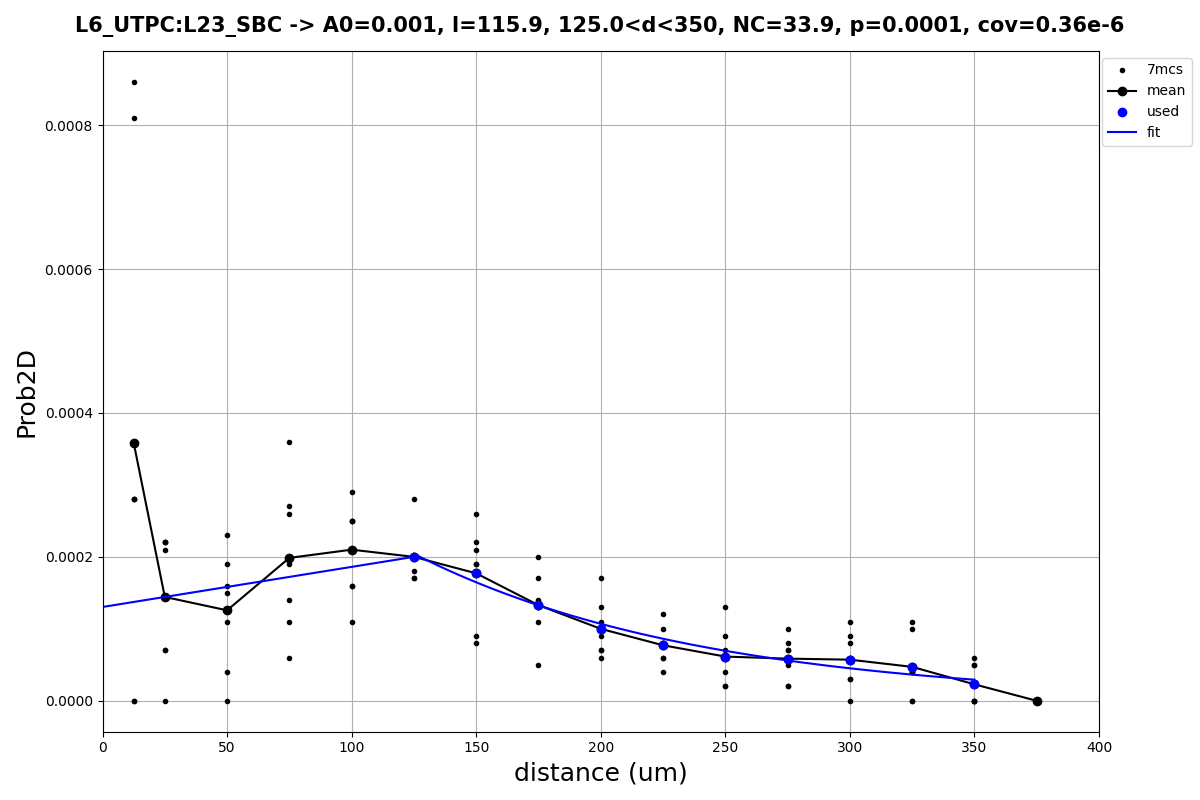 L6_UTPC:L23_SBC -> A0=0.001, l=115.9, 125.0<d<350, NC=33.9, p=0.0001, cov=0.36e-6
7mcs
mean
used
fit
0.0008
0.0006
0.0004
0.0002
0.0000
Prob2D
0 50 100 150 200 250 300 350 400
distance (um)